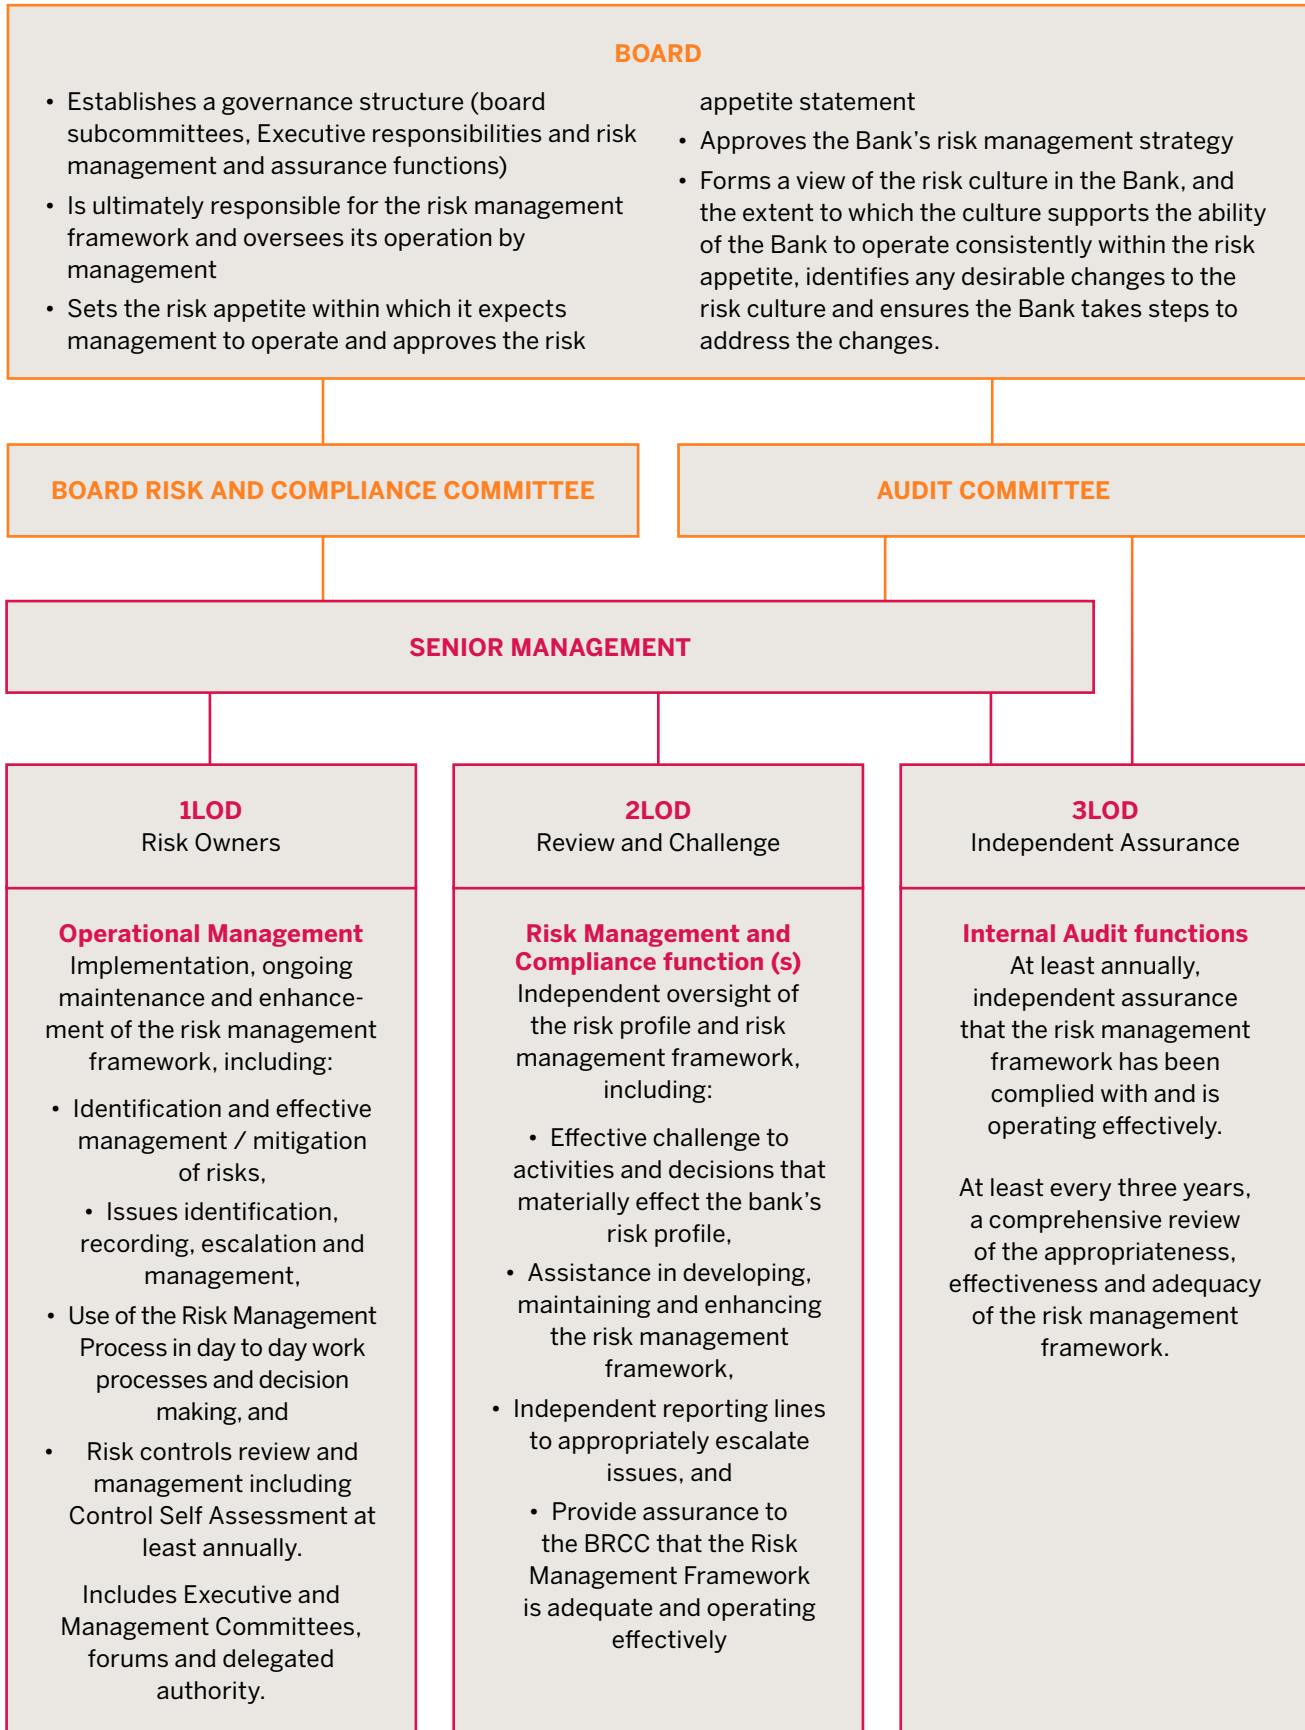 BOARD
• Establishes a governance structure (board
subcommittees, Executive responsibilities and risk
management and assurance functions)
• Is ultimately responsible for the risk management
framework and oversees its operation by
management
• Sets the risk appetite within which it expects
management to operate and approves the risk
appetite statement
• Approves the Bank's risk management strategy
• Forms a view of the risk culture in the Bank, and
the extent to which the culture supports the ability
of the Bank to operate consistently within the risk
appetite, identifies any desirable changes to the
risk culture and ensures the Bank takes steps to
address the changes.
BOARD RISK AND COMPLIANCE COMMITTEE
AUDIT COMMITTEE
SENIOR MANAGEMENT
1LOD
Risk Owners
Operational Management
Implementation, ongoing
maintenance and enhance-
ment of the risk management
framework, including:
• Identification and effective
management / mitigation
of risks,
• Issues identification,
recording, escalation and
management,
• Use of the Risk Management
Process in day to day work
processes and decision
making, and
• Risk controls review and
management including
Control Self Assessment at
least annually.
Includes Executive and
Management Committees,
forums and delegated
authority.
2LOD
Review and Challenge
Risk Management and
Compliance function (s)
Independent oversight of
the risk profile and risk
management framework,
including:
• Effective challenge to
activities and decisions that
materially effect the bank's
risk profile,
• Assistance in developing,
maintaining and enhancing
the risk management
framework,
• Independent reporting lines
to appropriately escalate
issues, and
• Provide assurance to
the BRCC that the Risk
Management Framework
is adequate and operating
effectively
3LOD
Independent Assurance
Internal Audit functions
At least annually,
independent assurance
that the risk management
framework has been
complied with and is
operating effectively.
At least every three years,
a comprehensive review
of the appropriateness,
effectiveness and adequacy
of the risk management
framework.